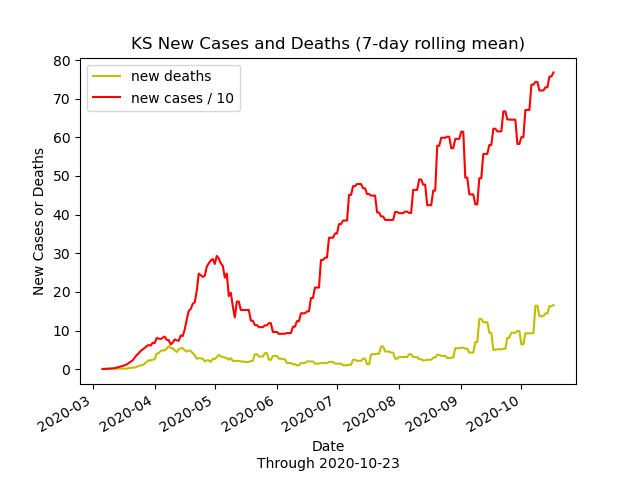 KS New Cases and Deaths (7-day rolling mean)
new deaths
new cases / 10
80
70
60
50
40
30
20
10
0
New Cases or Deaths
2020-03
2020-04
2020-05
2020-06
2020-07
2020-08
2020-09
2020-10
Date
Through 2020-10-23